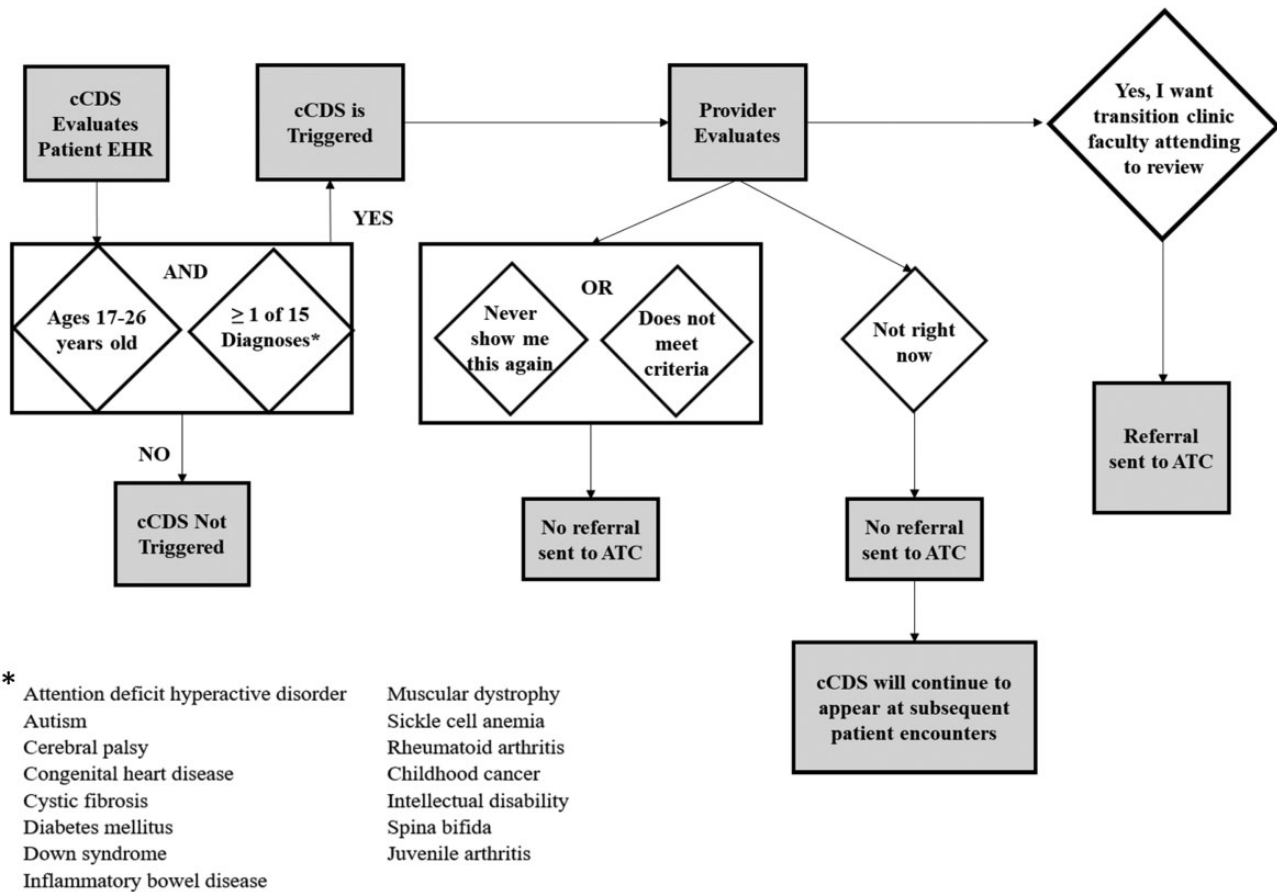 cCDS
Evaluates
Patient EHR
cCDS is
Triggered
Provider
Evaluates
Yes, I want
transition clinic
faculty attending
to review
YES
AND
Ages 17-26
years old
≥ 1 of 15
Diagnoses*
OR
Never
show me
this again
Does not
meet
criteria
Not right
now
Referral
sent to ATC
NO
cCDS Not
Triggered
No referral
sent to ATC
No referral
sent to ATC
cCDS will continue to
appear at subsequent
patient encounters
*
Attention deficit hyperactive disorder
Autism
Cerebral palsy
Congenital heart disease
Cystic fibrosis
Diabetes mellitus
Down syndrome
Inflammatory bowel disease
Muscular dystrophy
Sickle cell anemia
Rheumatoid arthritis
Childhood cancer
Intellectual disability
Spina bifida
Juvenile arthritis